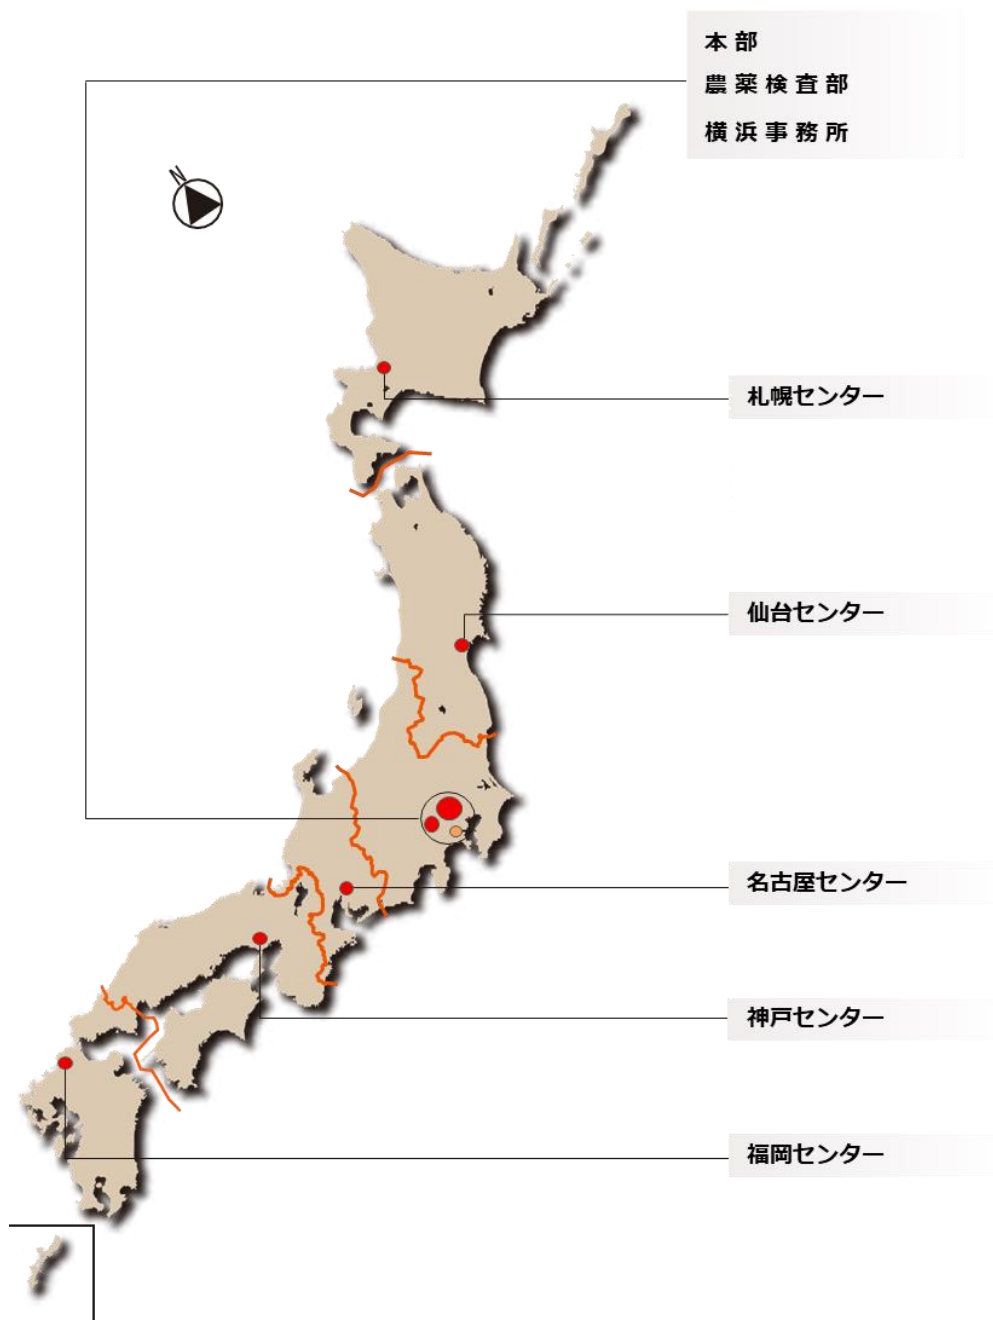 本部
農薬検査部
横浜事務所
N
札幌センター
仙台センター
名古屋センター
神戸センター
福岡センター